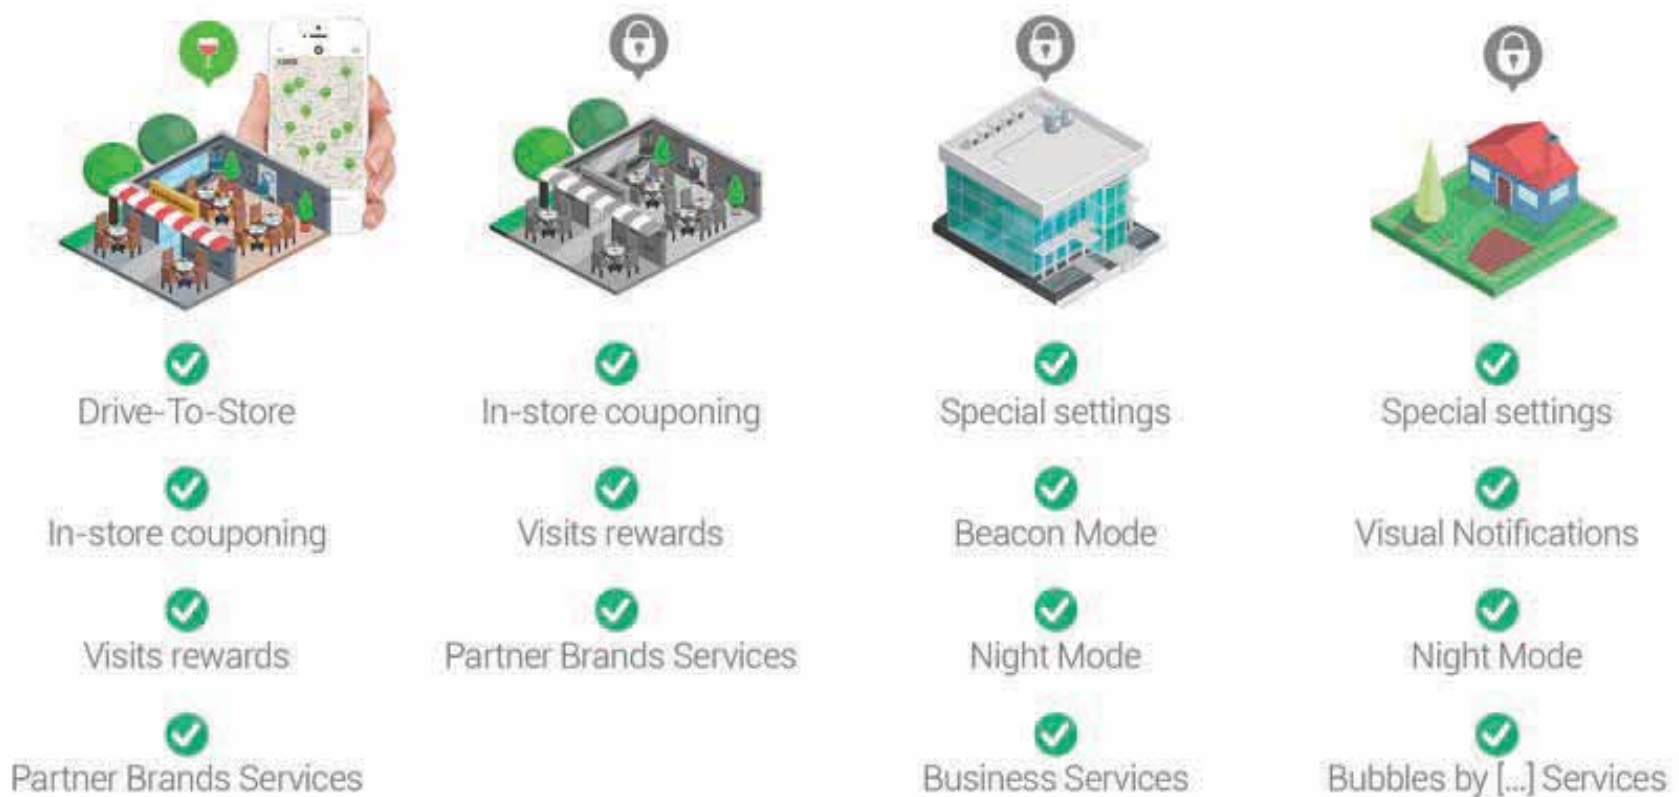 Drive-To-Store
In-store couponing
Visits rewards
Partner Brands Services
In-store couponing
Visits rewards
Partner Brands Services
Special settings
Beacon Mode
Night Mode
Business Services
Special settings
Visual Notifications
Night Mode
Bubbles by [...] Services